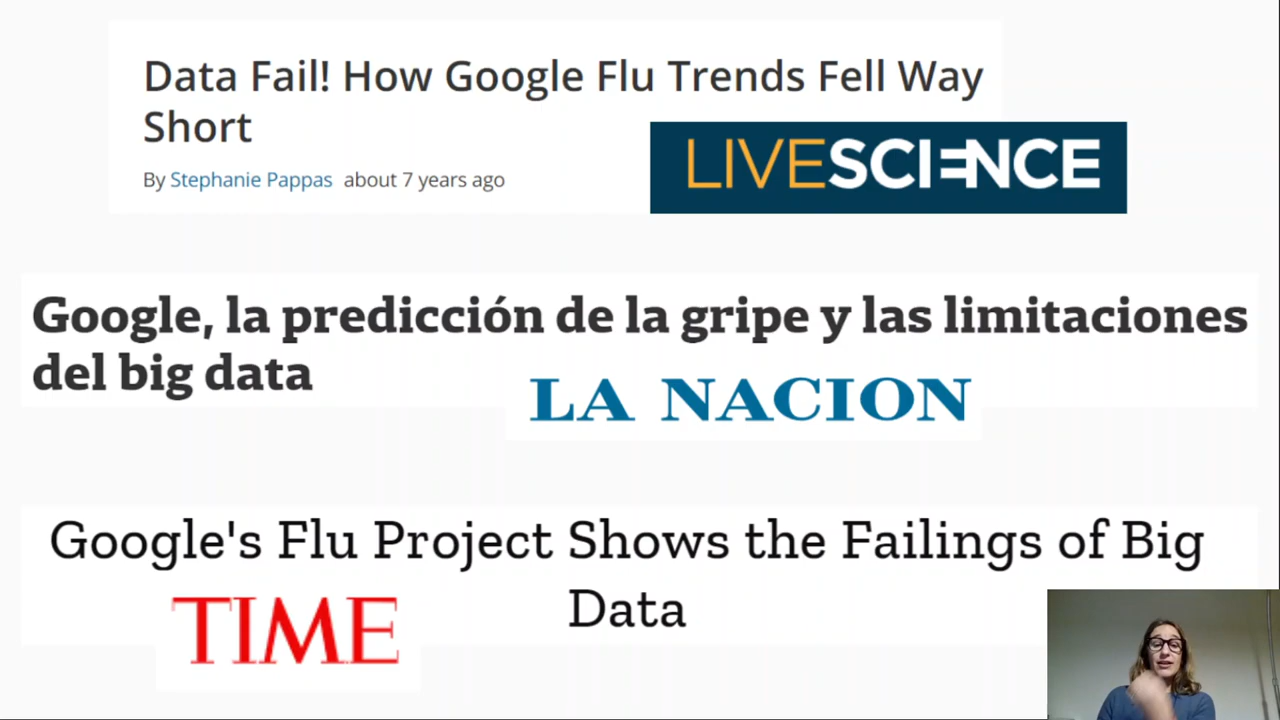 Data Fail! How Google Flu Trends Fell Way
Short
By Stephanie Pappas about 7 years ago
LIVESCIENCE
Google, la predicción de la gripe y las limitaciones
del big data
LA NACION
Google's Flu Project Shows the Failings of Big
Data
TIME